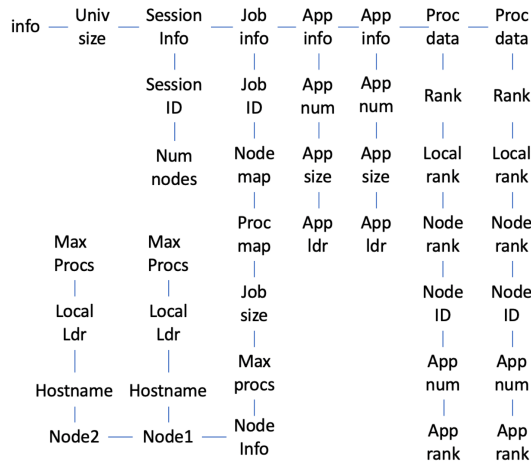 info
Univ
size
Session
Info
Job
info
App
info
App
info
Proc
data
Proc
data
Session
ID
Job
ID
App
num
App
num
Rank
Rank
Num
nodes
Node
map
App
size
App
size
Local
rank
Local
rank
Max
Procs
Max
Procs
Proc
map
App
ldr
App
ldr
Node
rank
Node
rank
Local
Ldr
Local
Ldr
Job
size
Node
ID
Node
ID
Hostname
Hostname
Max
procs
App
num
App
num
Node2
Node1
Node
Info
App
rank
App
rank